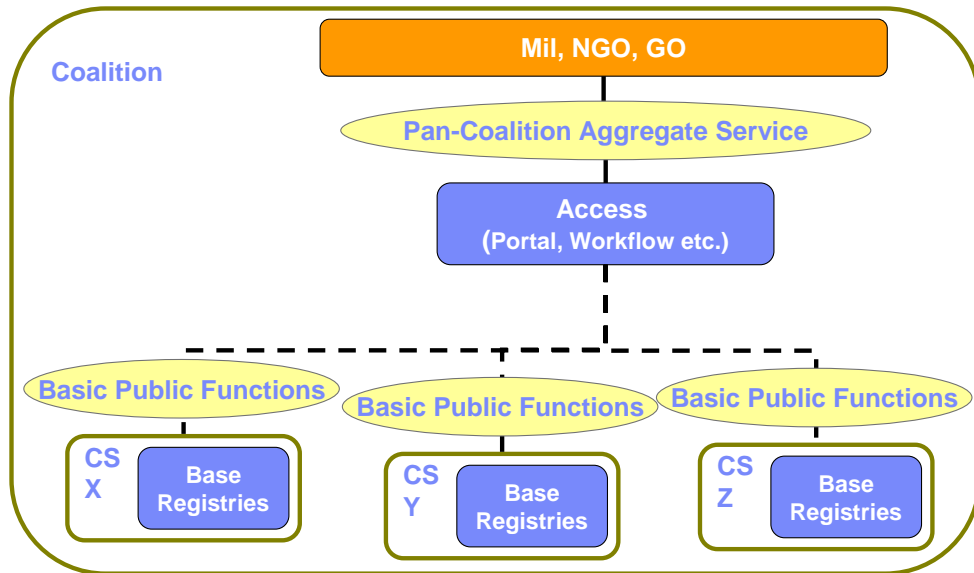 Mil, NGO, GO
Coalition
Pan-Coalition Aggregate Service
Access
(Portal, Workflow etc.)
Basic Public Functions
Basic Public Functions
Basic Public Functions
CS
X
Base
Registries
CS
Y
Base
Registries
CS
Z
Base
Registries